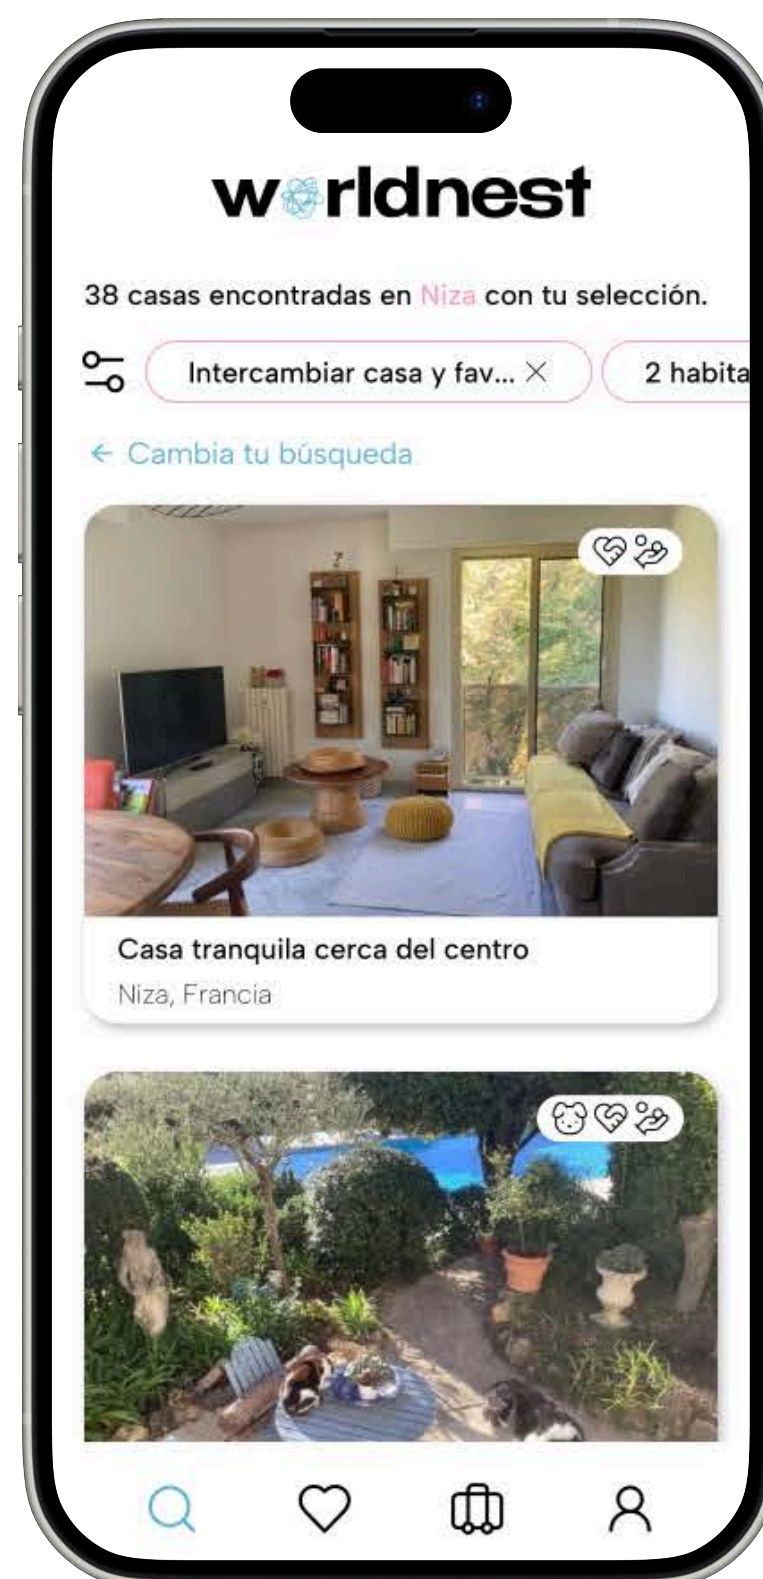 worldnest
38 casas encontradas en Niza con tu selección.
Intercambiar casa y fav... 2 habita
← Cambia tu búsqueda
Casa tranquila cerca del centro
Niza, Francia